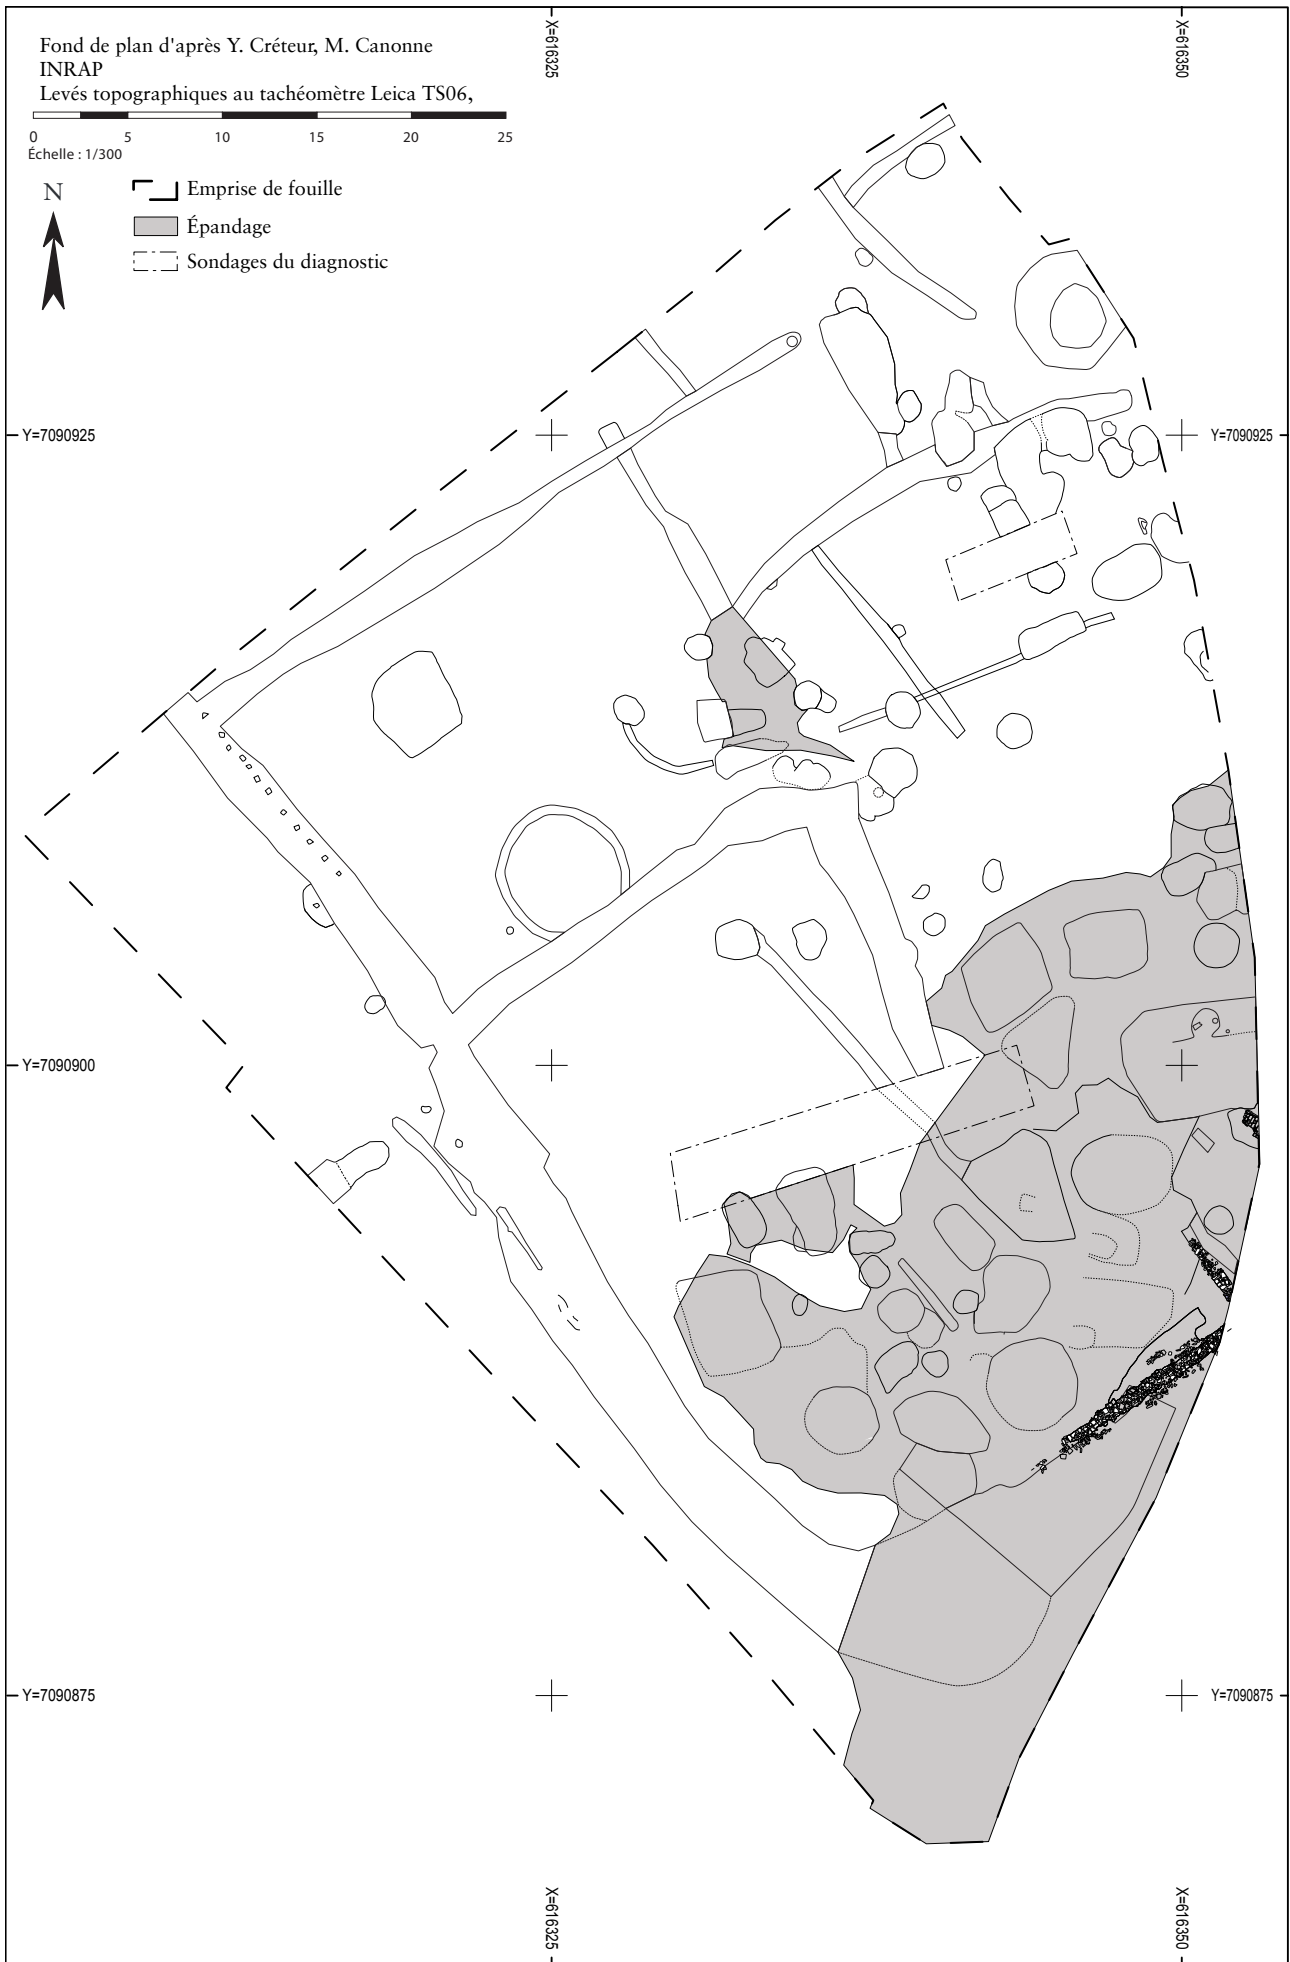 X=616325
X=616350
Fond de plan d'après Y. Créteur, M. Canonne
INRAP
Levés topographiques au tachéomètre Leica TS06,
0 5 10 15 20 25
Échelle : 1/300
N
Emprise de fouille
Épandage
Sondages du diagnostic
Y=7090925
Y=7090925
Y=7090900
Y=7090875
Y=7090875
X=616325
X=616350